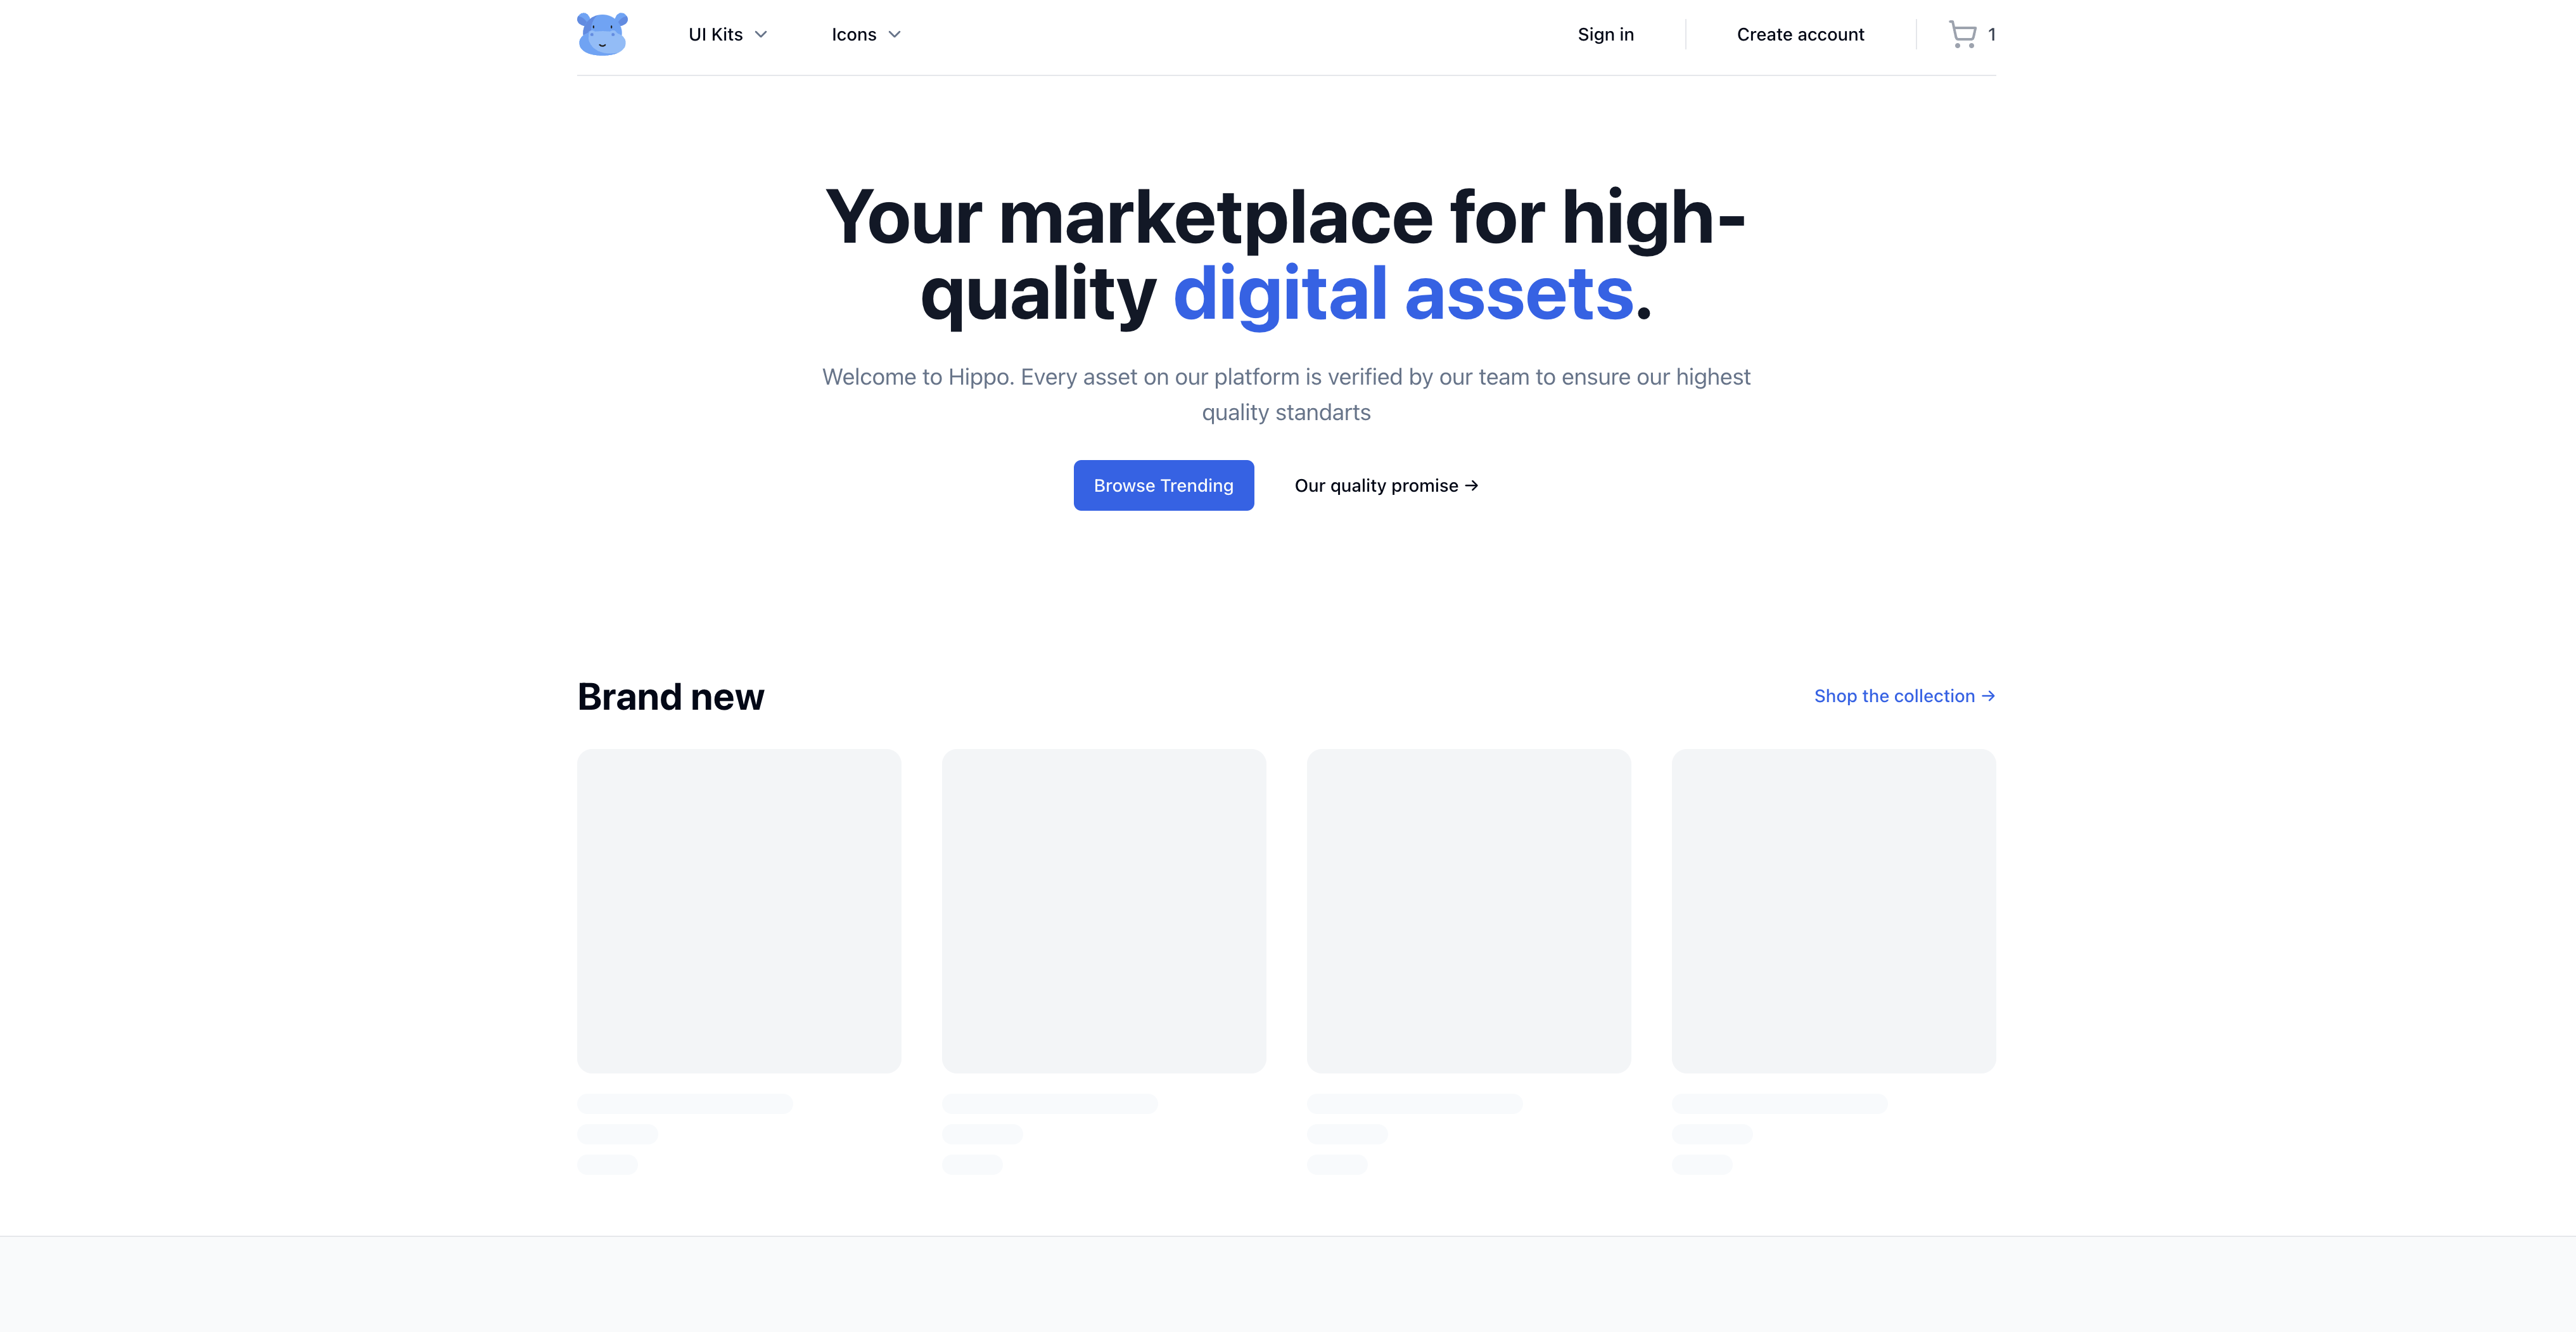 UI Kits
Icons
Sign in
Create account
1
Your marketplace for high-
quality digital assets.
Welcome to Hippo. Every asset on our platform is verified by our team to ensure our highest
quality standarts
Browse Trending
Our quality promise →
Brand new
Shop the collection →